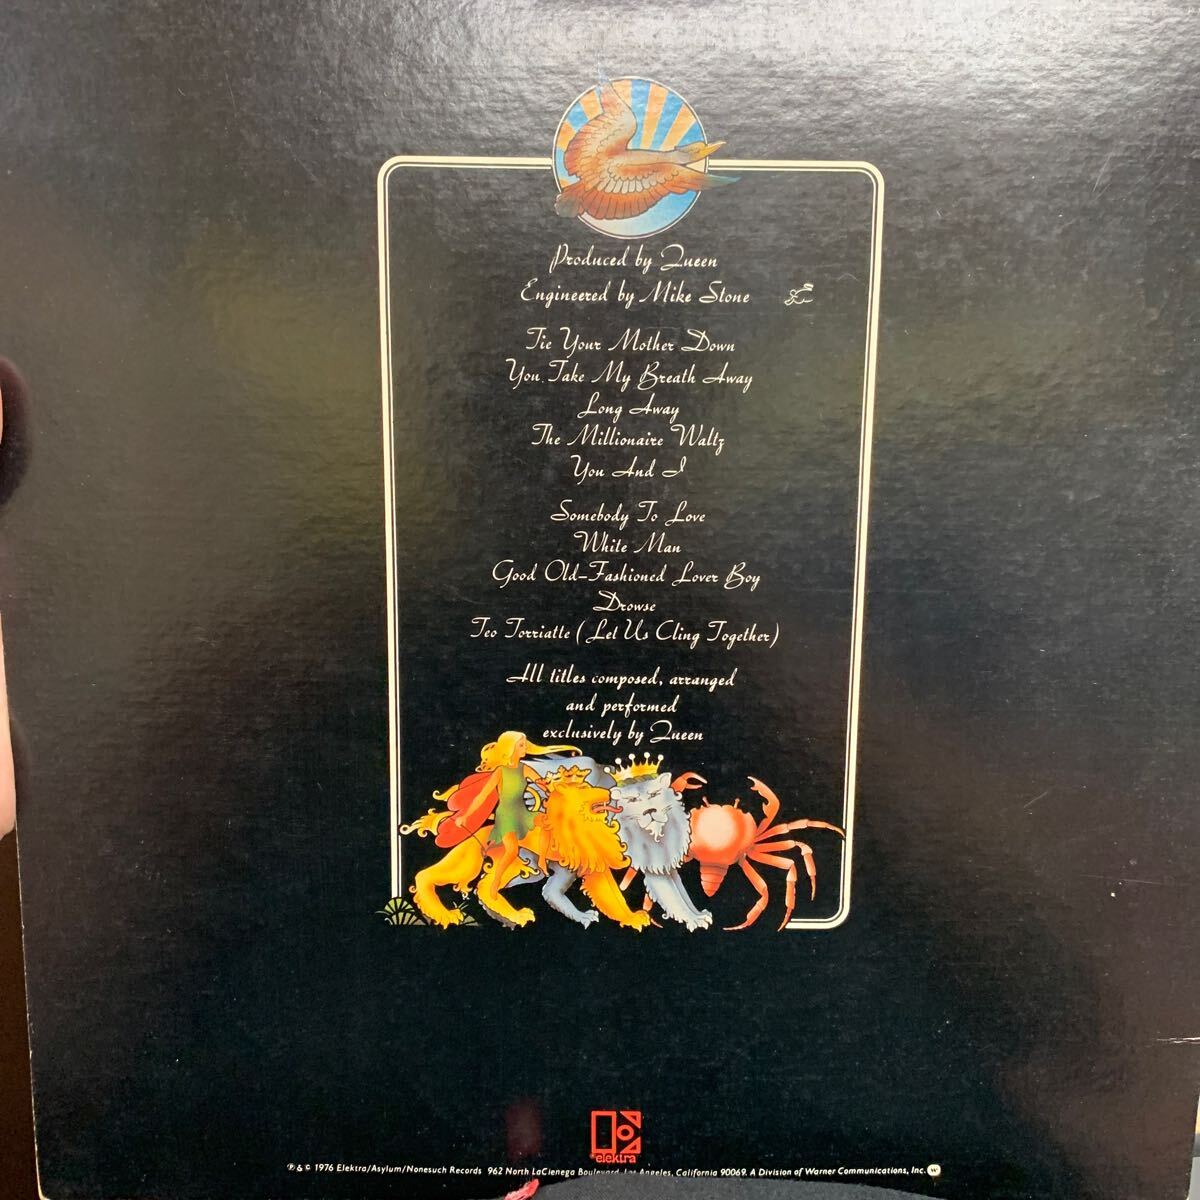 Produced by Queen
Engineered by Mike Stone
Tie Your Mother Down
You Take My Breath Away
Long Away
The Millionaire Waltz
You And I
Somebody To Love
White Man
Good Old-Fashioned Lover Boy
Drowse
Teo Torriatte (Let Us Cling Together)
All titles composed, arranged
and performed
exclusively by Queen
elektra
℗ & © 1976 Elektra/Asylum/Nonesuch Records 962 North LaCienega Boulevard, Los Angeles, California 90069. A Division of Warner Communications, Inc. W